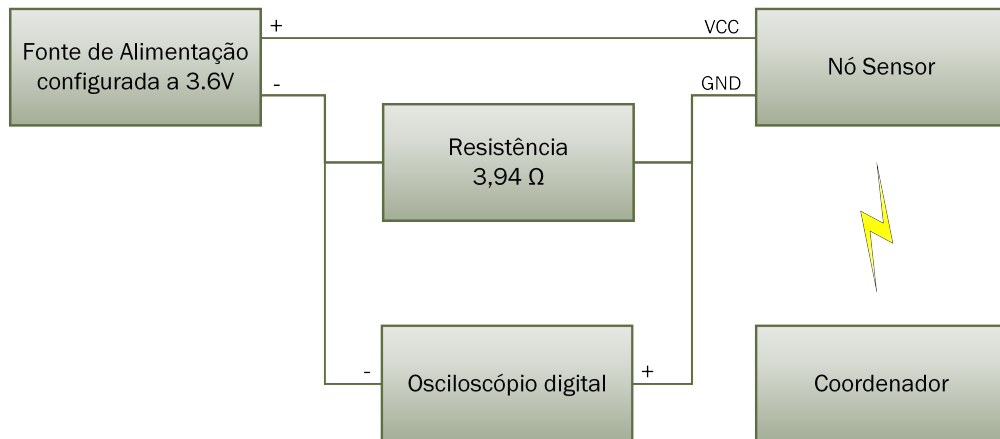 Fonte de Alimentação
configurada a 3.6V
+
-
VCC
GND
Nó Sensor
Resistência
3,94 Ω
-
Osciloscópio digital
+
Coordenador